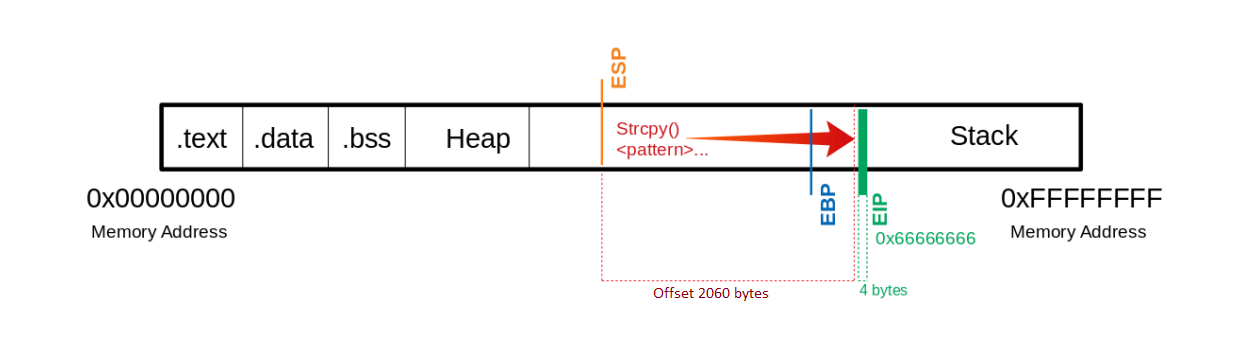 ESP
.text
.data
.bss
Heap
Strcpy()
<pattern>...
Stack
0x00000000
Memory Address
EBP
EIP
0x66666666
0xFFFFFFFF
Memory Address
Offset 2060 bytes
4 bytes